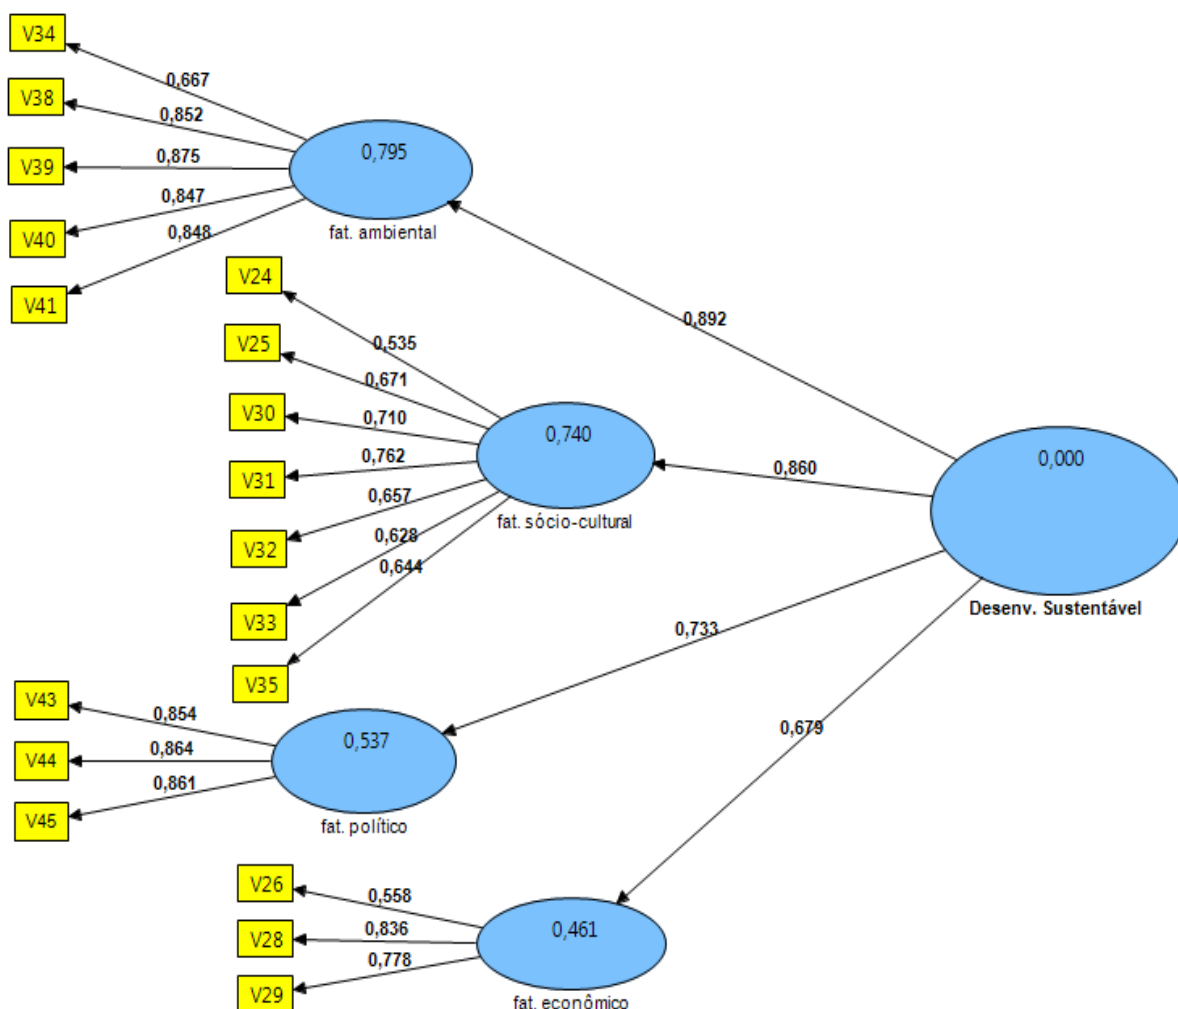 V34
0,667
V38
0,852
V39
0,875
V40
0,847
V41
0,848
0,795
fat. ambiental
0,892
V24
0,535
V25
0,671
V30
0,710
V31
0,762
V32
0,657
V33
0,628
V35
0,644
0,740
fat. sócio-cultural
0,860
0,000
Desenv. Sustentável
0,733
V43
0,854
V44
0,864
V45
0,861
0,537
fat. político
0,679
V26
0,558
V28
0,836
V29
0,778
0,461
fat. econômico